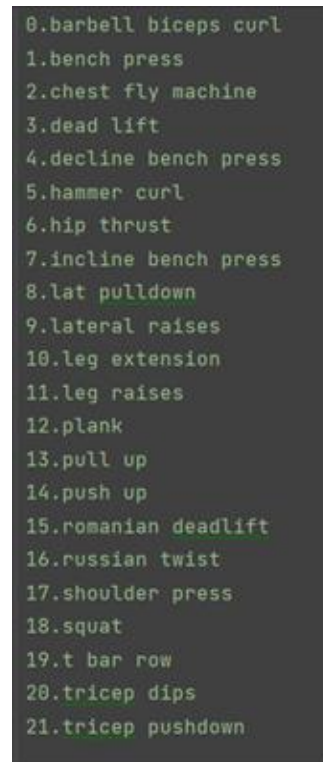 0.barbell biceps curl
1.bench press
2.chest fly machine
3.dead lift
4.decline bench press
5.hammer curl
6.hip thrust
7.incline bench press
8.lat pulldown
9.lateral raises
10.leg extension
11.leg raises
12.plank
13.pull up
14.push up
15.romanian deadlift
16.russian twist
17.shoulder press
18.squat
19.t bar row
20.tricep dips
21.tricep pushdown